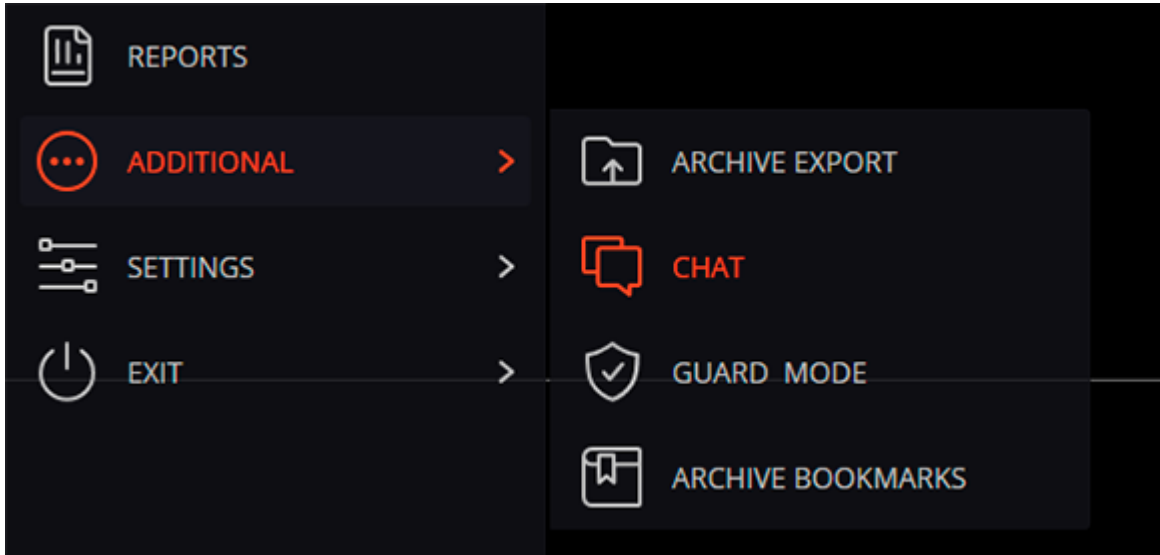 REPORTS
ADDITIONAL
SETTINGS
EXIT
ARCHIVE EXPORT
CHAT
GUARD MODE
ARCHIVE BOOKMARKS